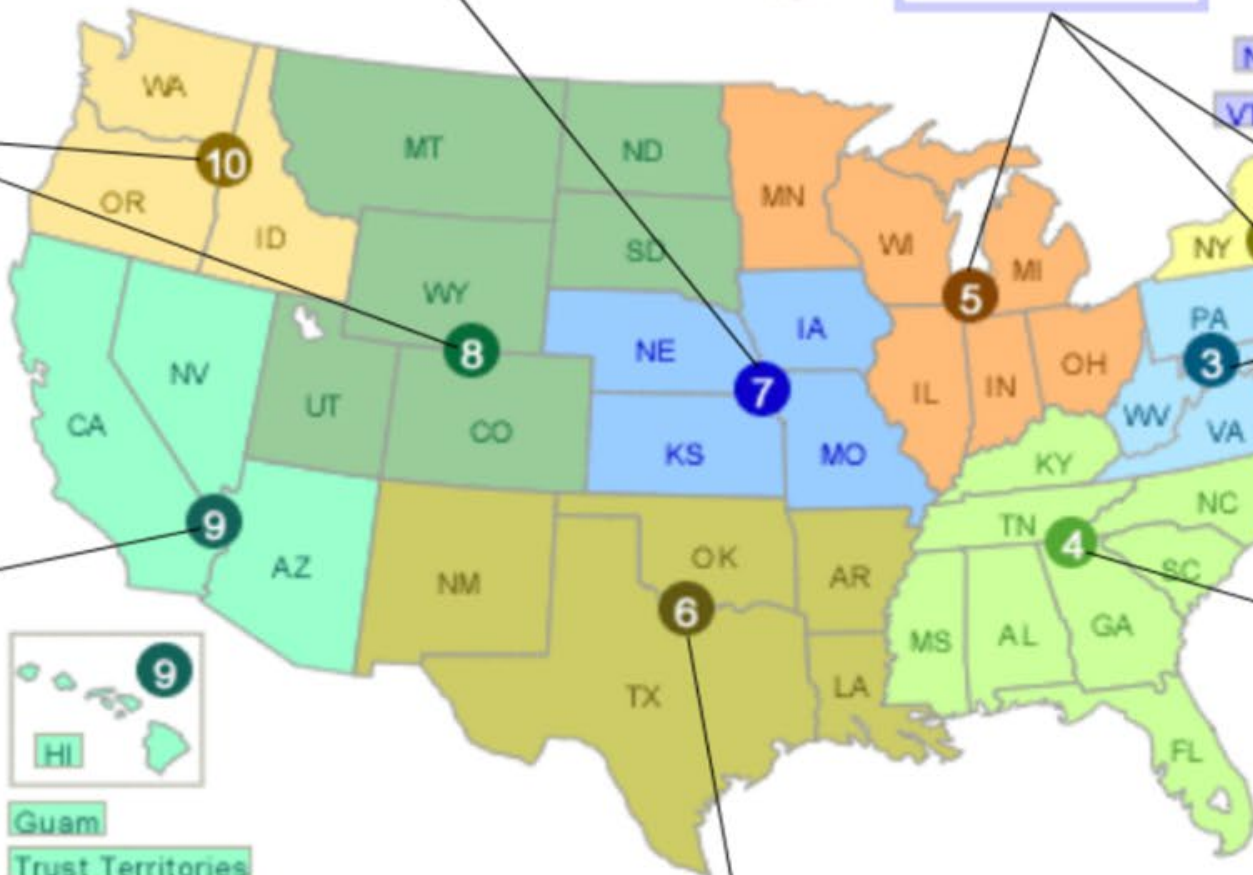 N
VT
WA
10
MT
ND
MN
OR
ID
SD
WI
MI
NY
WY
5
8
NE
IA
PA
3
NV
UT
CO
7
IL
IN
OH
CA
KS
MO
KY
WV
VA
9
AZ
NM
OK
AR
TN
4
NC
SC
6
MS
AL
GA
9
TX
LA
HI
FL
Guam
Trust Territories